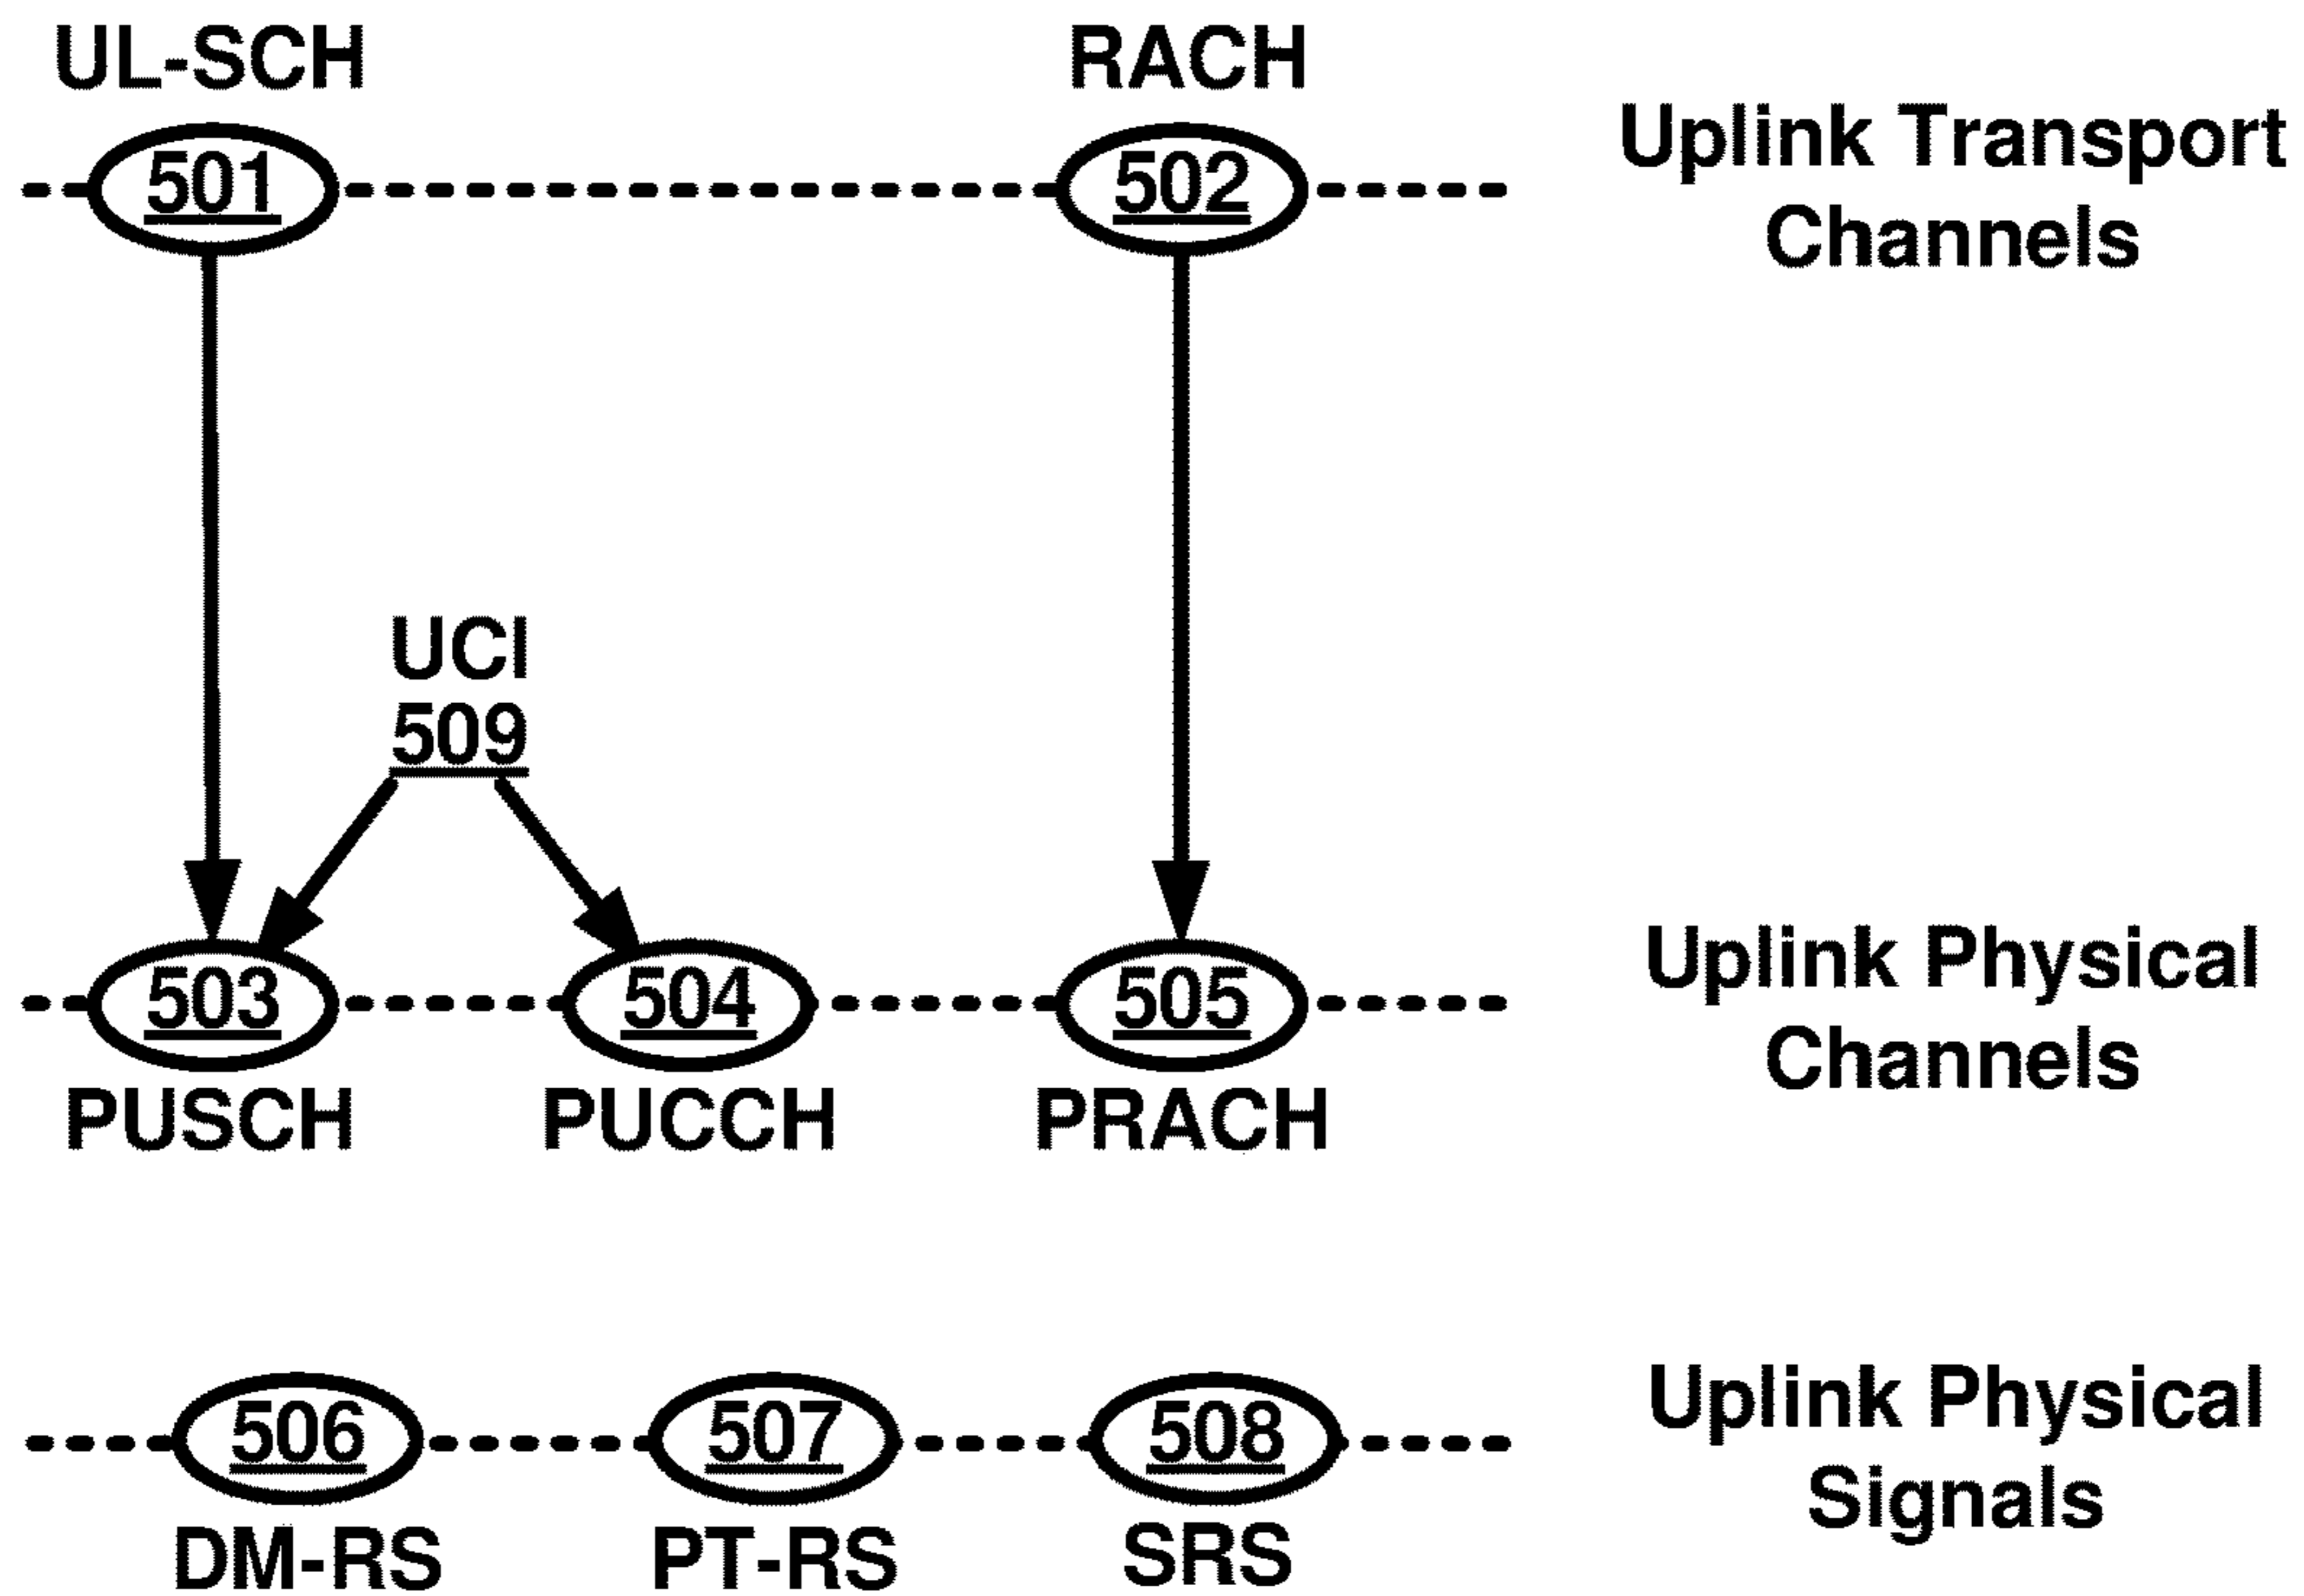 UL-SCH
RACH
501
502
Uplink Transport
Channels
UCI
509
503
504
505
Uplink Physical
Channels
PUSCH
PUCCH
PRACH
506
507
508
Uplink Physical
Signals
DM-RS
PT-RS
SRS